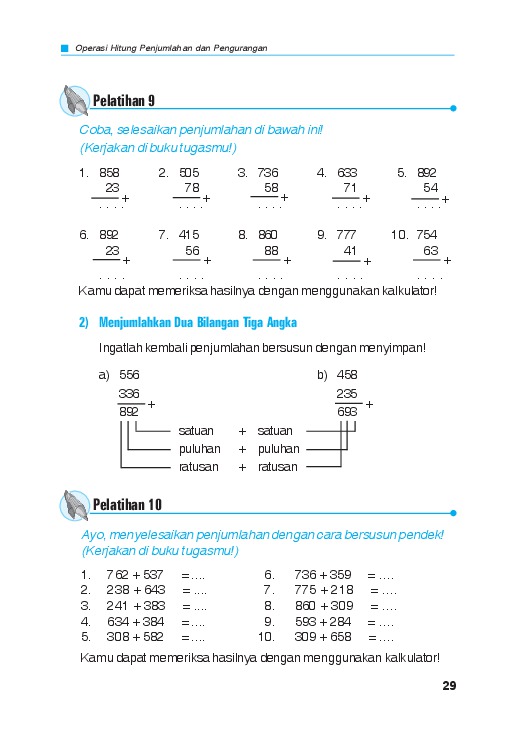 Operasi Hitung Penjumlahan dan Pengurangan
Pelatihan 9
Coba, selesaikan penjumlahan di bawah ini!
(Kerjakan di buku tugasmu!)
1. 858 2. 505 3. 736 4. 633 5. 892
23 78 58 71 54
+ + + + +
. . . . . . . . . . . . . . . . . . . .
6. 892 7. 415 8. 860 9. 777 10. 754
23 56 88 41 63
+ + + + +
. . . . . . . . . . . . . . . . . . . .
Kamu dapat memeriksa hasilnya dengan menggunakan kalkulator!
2) Menjumlahkan Dua Bilangan Tiga Angka
Ingatlah kembali penjumlahan bersusun dengan menyimpan!
a) 556 b) 458
336 235
+ +
892 693
satuan + satuan
puluhan + puluhan
ratusan + ratusan
Pelatihan 10
Ayo, menyelesaikan penjumlahan dengan cara bersusun pendek!
(Kerjakan di buku tugasmu!)
1. 762 + 537 = .... 6. 736 + 359 = ....
2. 238 + 643 = .... 7. 775 + 218 = ....
3. 241 + 383 = .... 8. 860 + 309 = ....
4. 634 + 384 = .... 9. 593 + 284 = ....
5. 308 + 582 = .... 10. 309 + 658 = ....
Kamu dapat memeriksa hasilnya dengan menggunakan kalkulator!
29